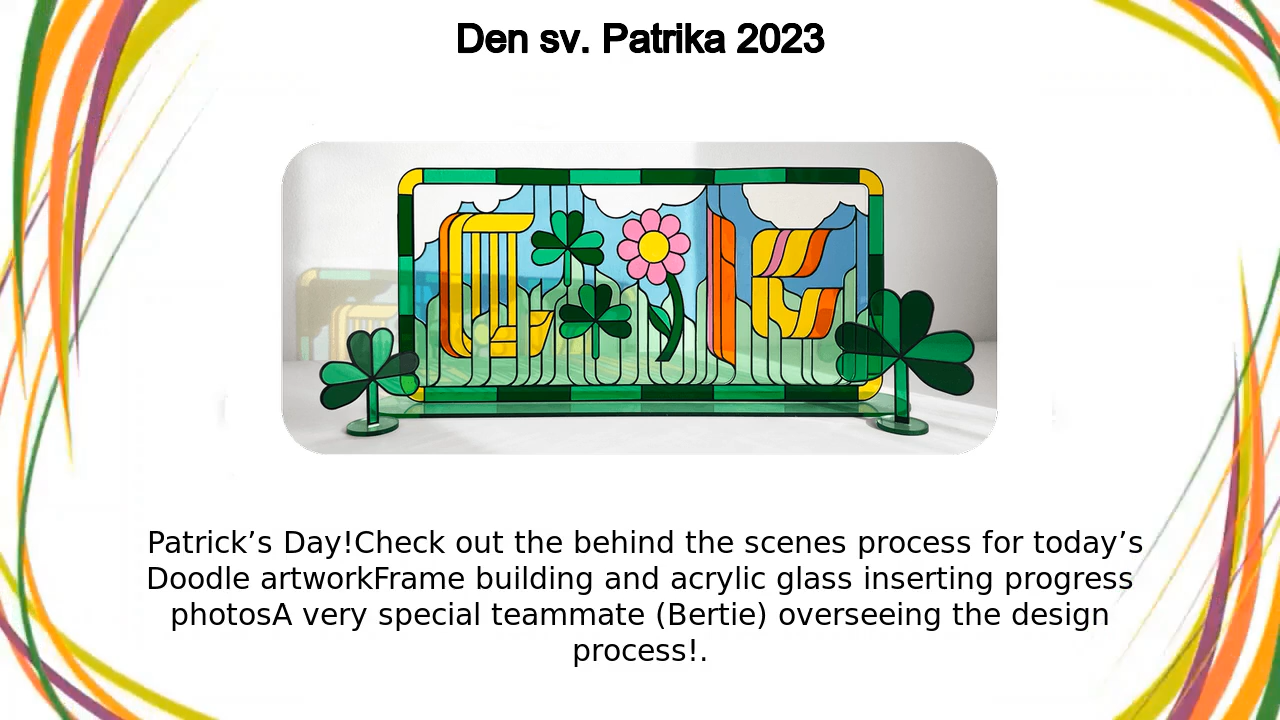 Den sv. Patrika 2023
Patrick’s Day!Check out the behind the scenes process for today’s
Doodle artworkFrame building and acrylic glass inserting progress
photosA very special teammate (Bertie) overseeing the design
process!.